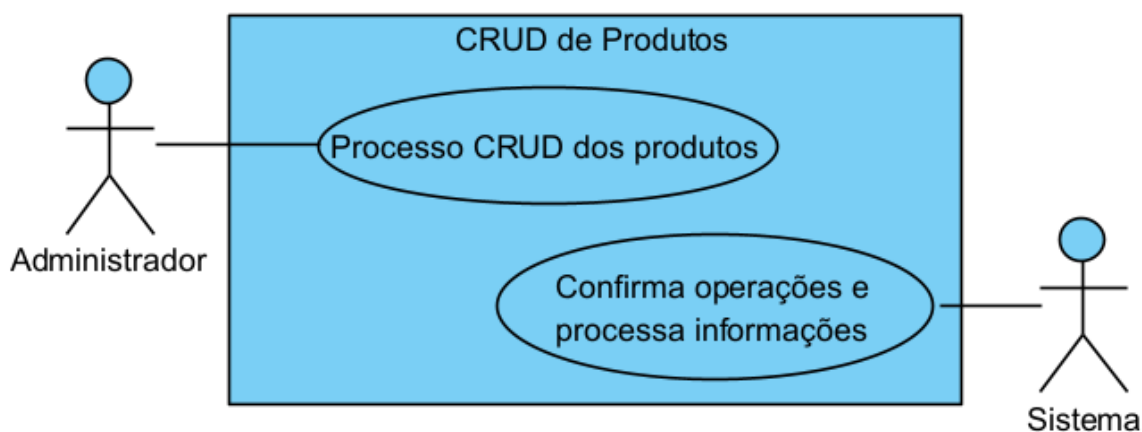 CRUD de Produtos
Processo CRUD dos produtos
Administrador
Confirma operações e
processa informações
Sistema